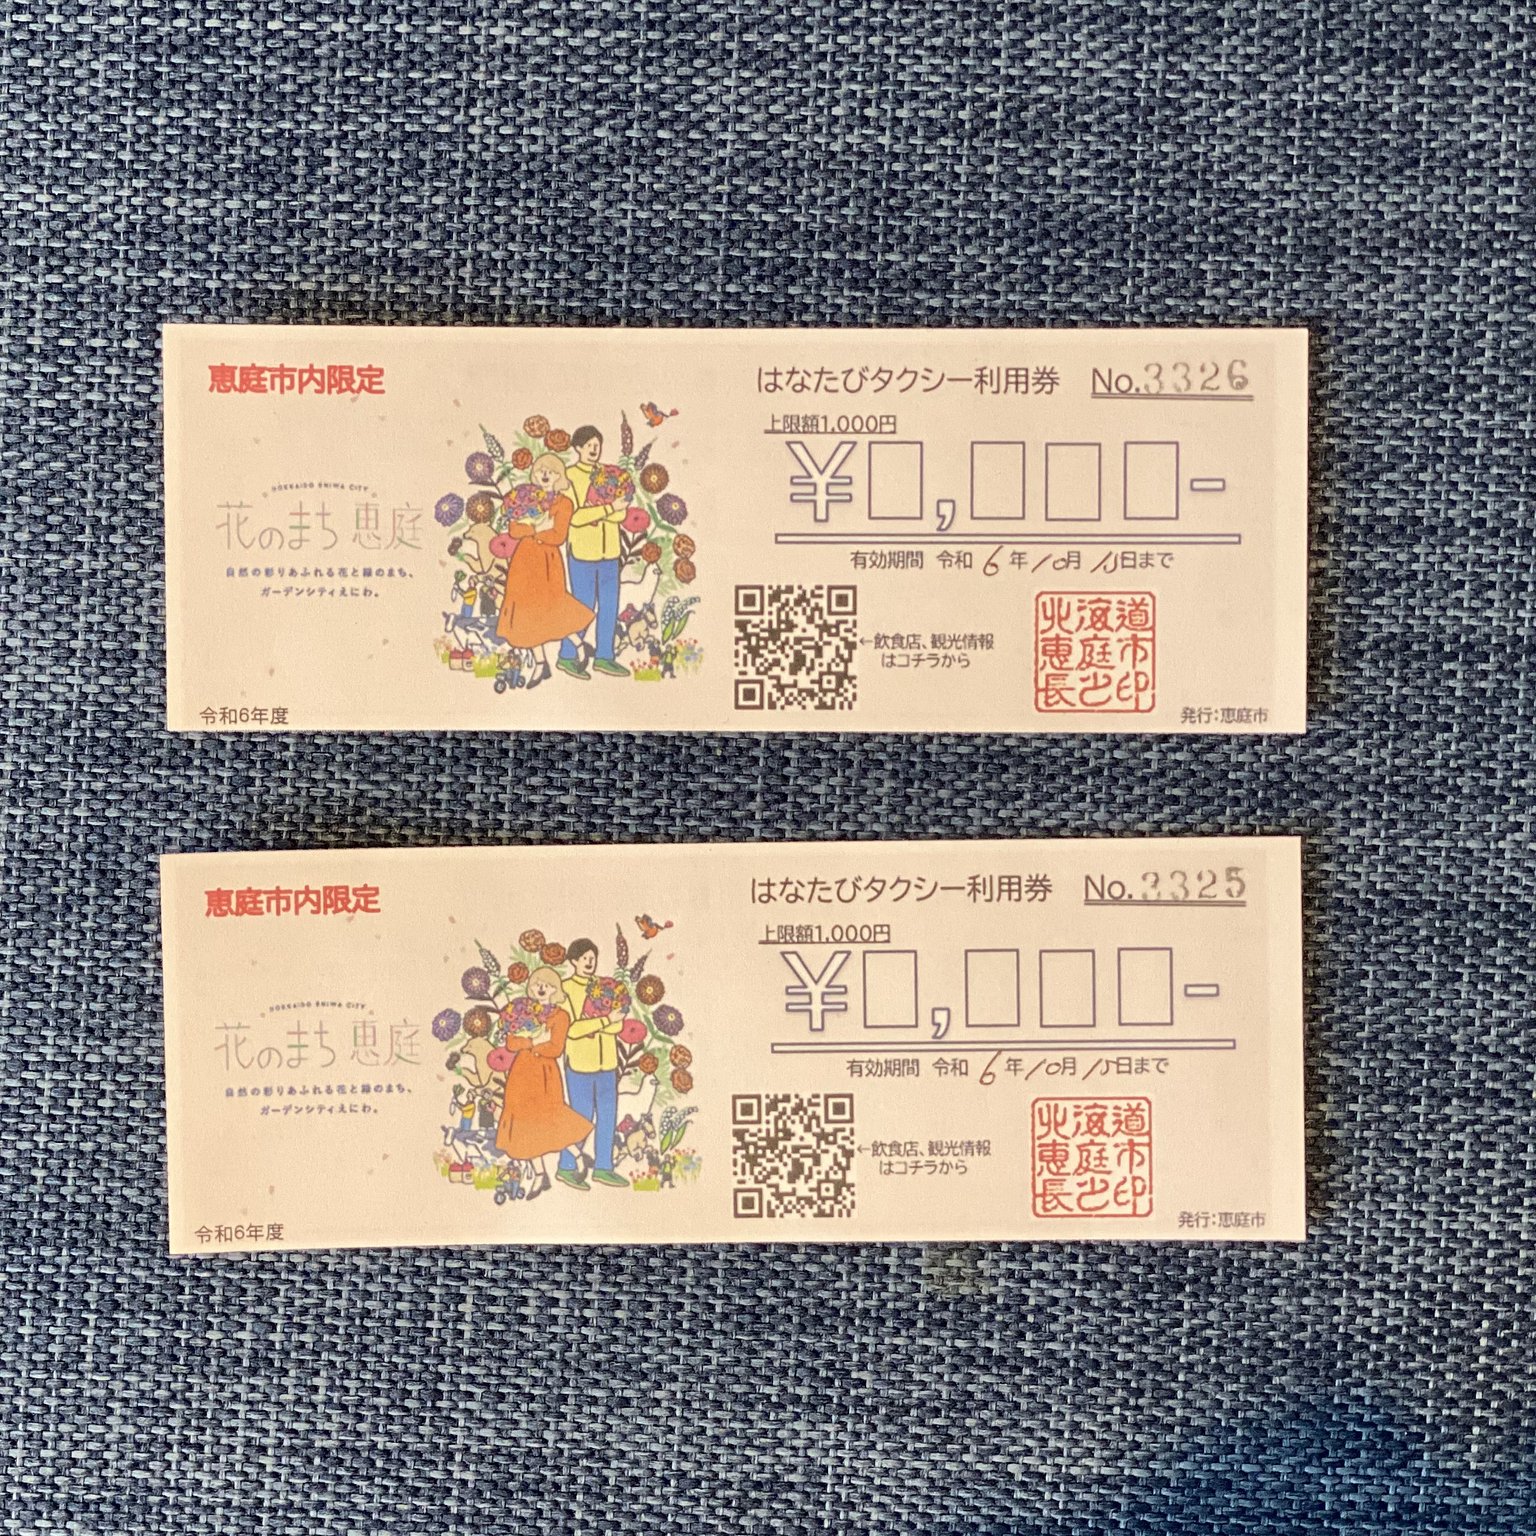 恵庭市内限定
HOKKAIDO ENIWA CITY
花のまち 恵庭
自然の彩りあふれる花と緑のまち、
ガーデンシティえにわ。
令和6年度
はなたびタクシー利用券 No.3326
上限額1,000円
¥□,□□□-
有効期間 令和 6 年 10月 15日まで
←飲食店、観光情報
はコチラから
北海道
恵庭市
長之印
発行:恵庭市
恵庭市内限定
HOKKAIDO ENIWA CITY
花のまち 恵庭
自然の彩りあふれる花と緑のまち、
ガーデンシティえにわ。
令和6年度
はなたびタクシー利用券 No.3325
上限額1,000円
¥□,□□□-
有効期間 令和 6 年 10月 15日まで
←飲食店、観光情報
はコチラから
北海道
恵庭市
長之印
発行:恵庭市